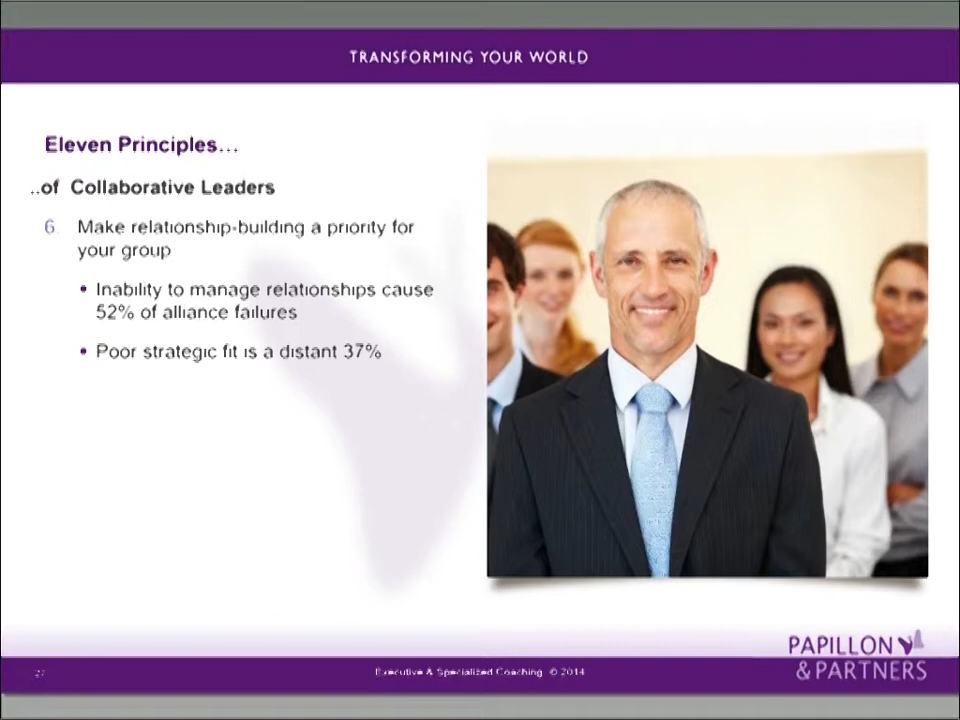 TRANSFORMING YOUR WORLD
Eleven Principles...
..of Collaborative Leaders
6. Make relationship-building a priority for
your group
• Inability to manage relationships cause
52% of alliance failures
• Poor strategic fit is a distant 37%
PAPILLON
& PARTNERS
27
Executive & Specialized Coaching © 2014